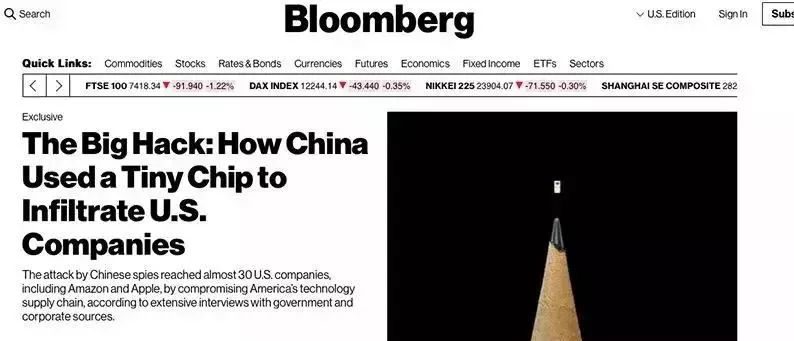 Search
Bloomberg
U.S. Edition Sign In Subs
Quick Links: Commodities Stocks Rates & Bonds Currencies Futures Economics Fixed Income ETFs Sectors
FTSE 100 7418.34 ▼ -91.940 -1.22% DAX INDEX 12244.14 ▼ -43.440 -0.35% NIKKEI 225 23904.07 ▼ -71.550 -0.30% SHANGHAI SE COMPOSITE 282
Exclusive
The Big Hack: How China
Used a Tiny Chip to
Infiltrate U.S.
Companies
The attack by Chinese spies reached almost 30 U.S. companies,
including Amazon and Apple, by compromising America's technology
supply chain, according to extensive interviews with government and
corporate sources.